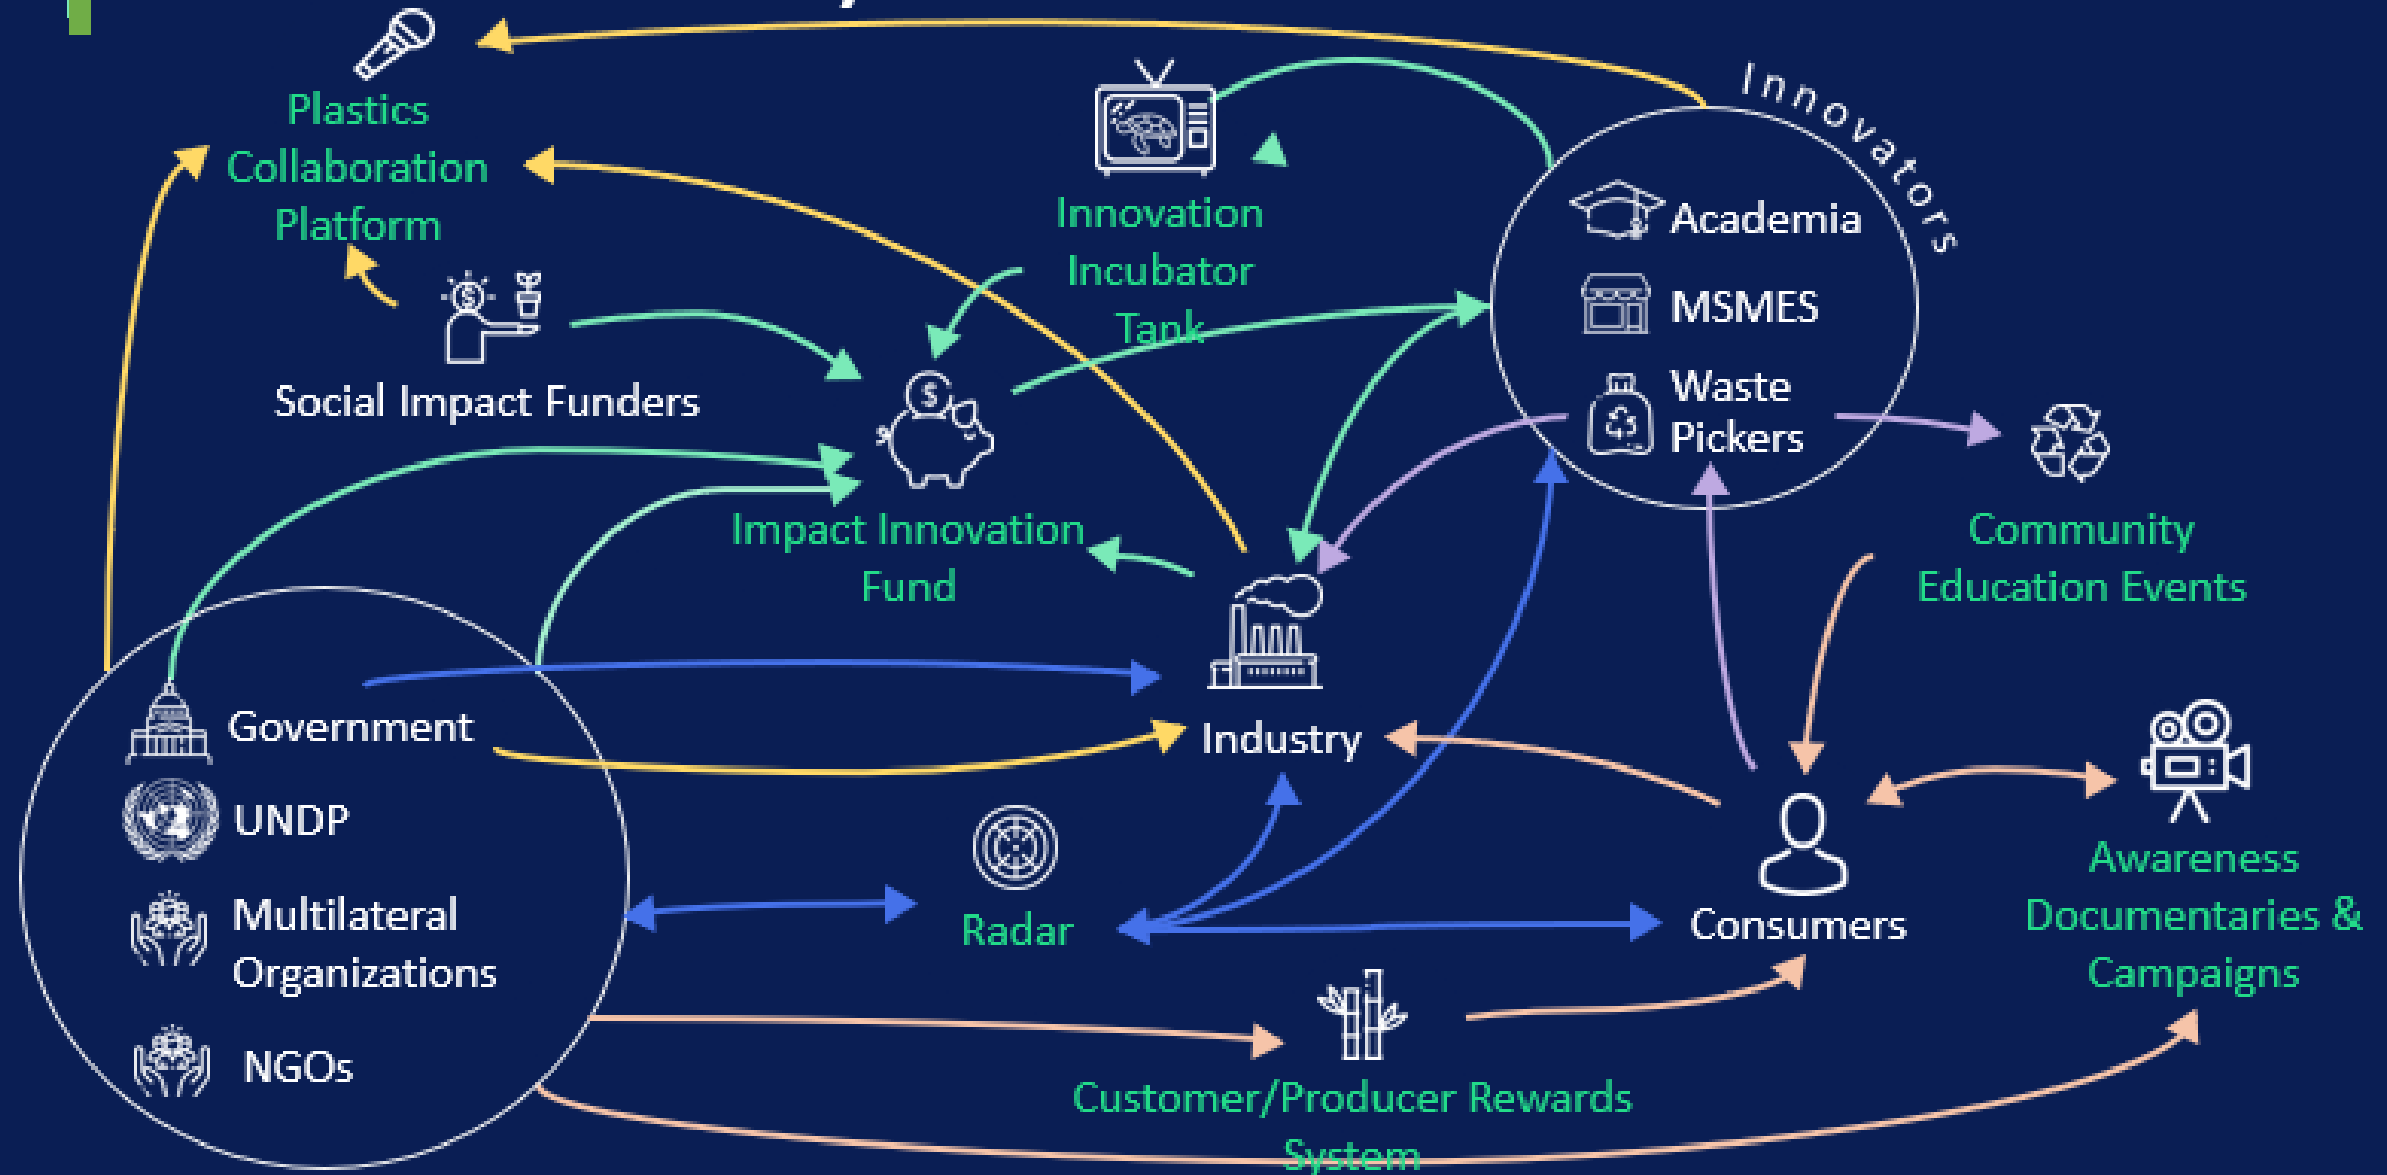 Plastics
Collaboration
Platform
Innovators
Innovation
Incubator
Tank
Academia
MSMES
Waste
Pickers
Social Impact Funders
Impact Innovation
Fund
Community
Education Events
Government
UNDP
Multilateral
Organizations
NGOs
Industry
Radar
Consumers
Awareness
Documentaries &
Campaigns
Customer/Producer Rewards
System